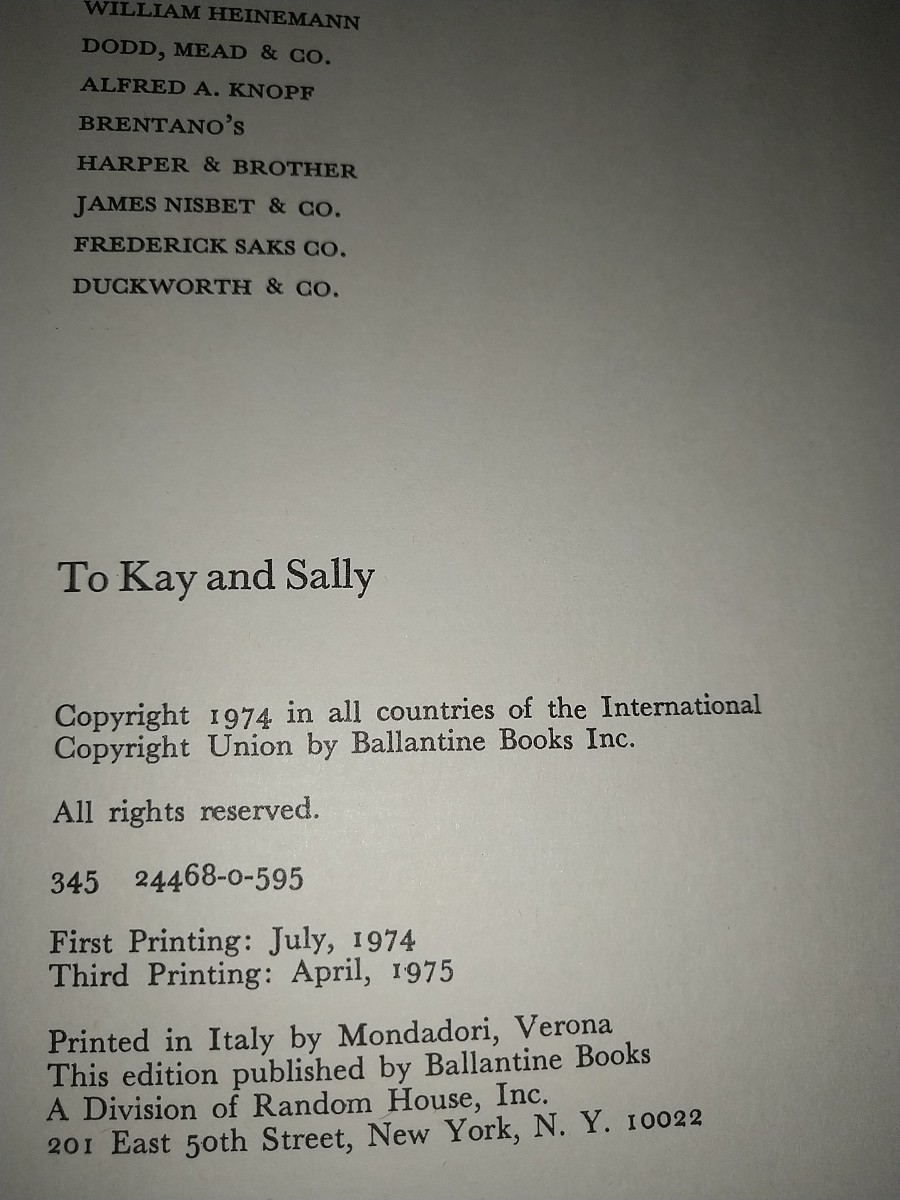 WILLIAM HEINEMANN
DODD, MEAD & CO.
ALFRED A. KNOPF
BRENTANO'S
HARPER & BROTHER
JAMES NISBET & CO.
FREDERICK SAKS CO.
DUCKWORTH & CO.
To Kay and Sally
Copyright 1974 in all countries of the International
Copyright Union by Ballantine Books Inc.
All rights reserved.
345 24468-0-595
First Printing: July, 1974
Third Printing: April, 1975
Printed in Italy by Mondadori, Verona
This edition published by Ballantine Books
A Division of Random House, Inc.
201 East 50th Street, New York, N. Y. 10022